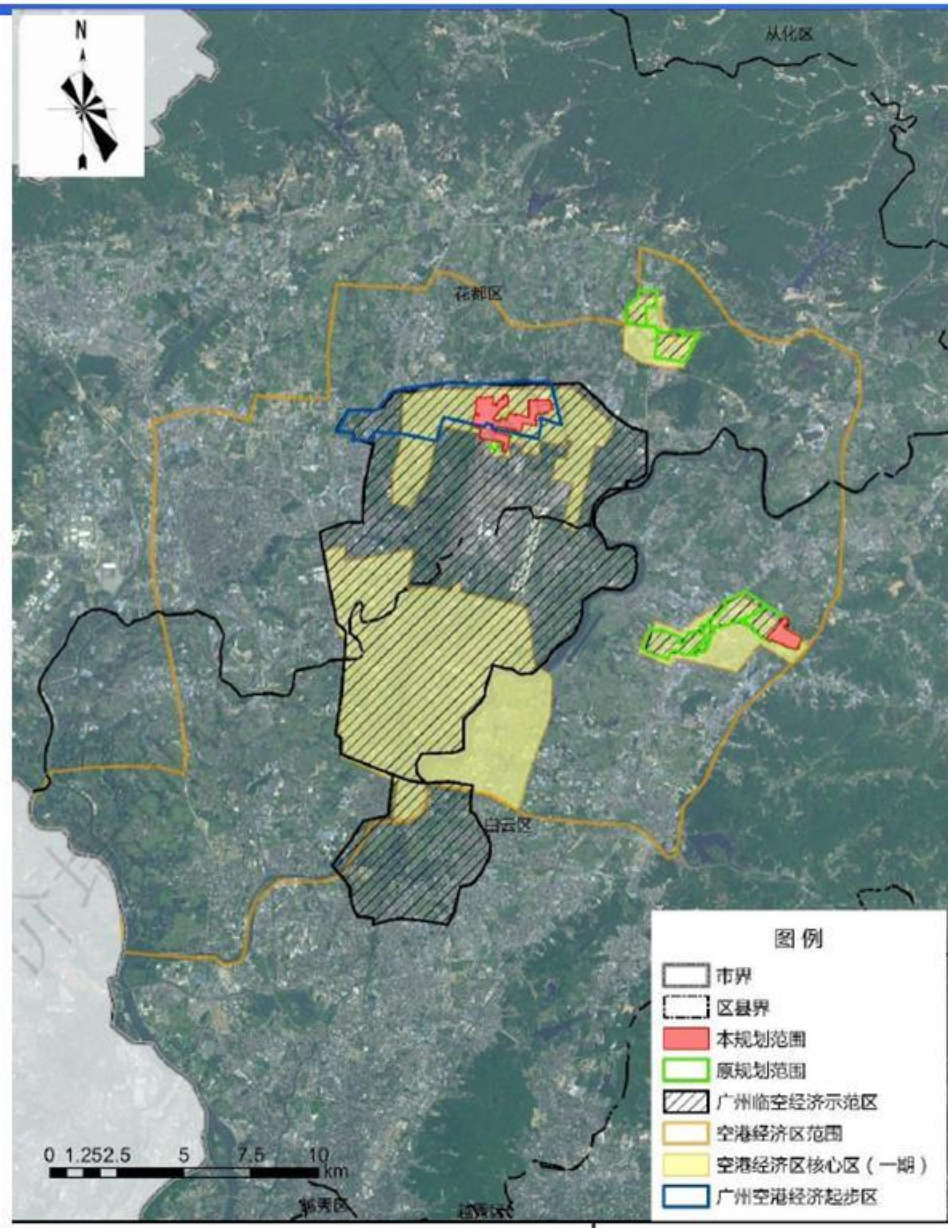 N
从化区
花都区
白云区
图例
市界
区县界
本规划范围
原规划范围
广州临空经济示范区
空港经济区范围
空港经济区核心区（一期）
广州空港经济起步区
0 1.252.5 5 7.5 10
km
越秀区